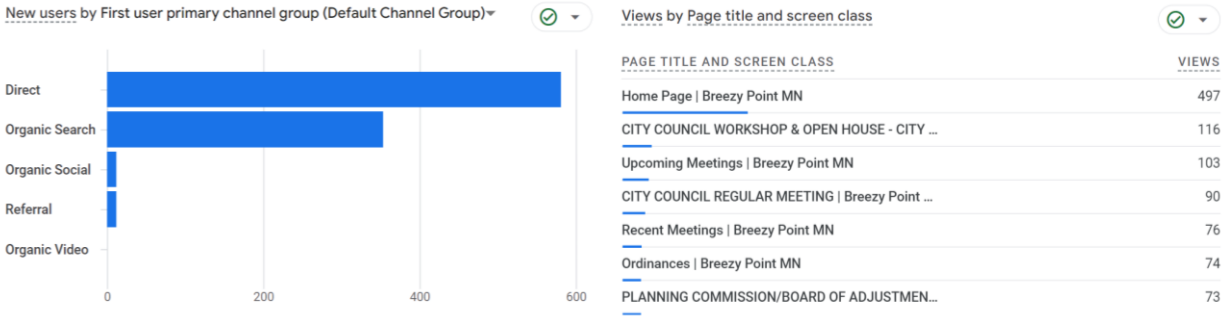 New users by First user primary channel group (Default Channel Group)
Direct
Organic Search
Organic Social
Referral
Organic Video
0 200 400 600
Views by Page title and screen class
PAGE TITLE AND SCREEN CLASS VIEWS
Home Page | Breezy Point MN 497
CITY COUNCIL WORKSHOP & OPEN HOUSE - CITY ... 116
Upcoming Meetings | Breezy Point MN 103
CITY COUNCIL REGULAR MEETING | Breezy Point ... 90
Recent Meetings | Breezy Point MN 76
Ordinances | Breezy Point MN 74
PLANNING COMMISSION/BOARD OF ADJUSTMEN... 73